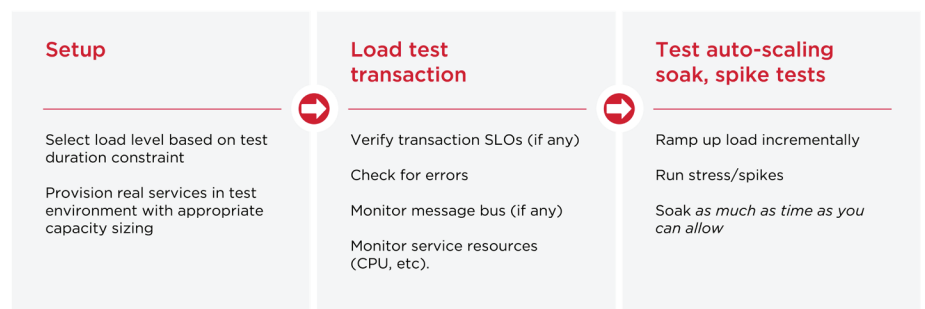 Setup
Select load level based on test
duration constraint
Provision real services in test
environment with appropriate
capacity sizing
Load test
transaction
Verify transaction SLOs (if any)
Check for errors
Monitor message bus (if any)
Monitor service resources
(CPU, etc).
Test auto-scaling
soak, spike tests
Ramp up load incrementally
Run stress/spikes
Soak as much as time as you
can allow